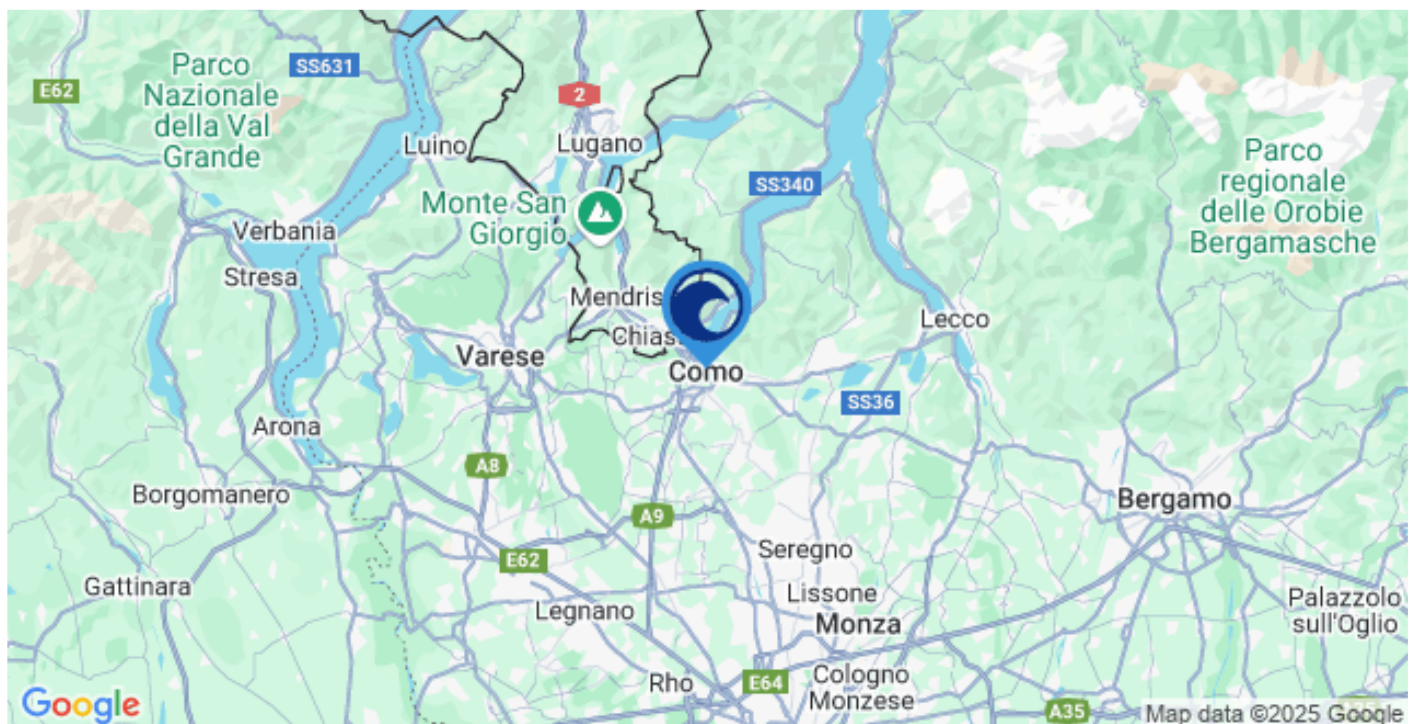 Parco
Nazionale
della Val
Grande
SS631
E62
2
Luino
Lugano
Parco
regionale
delle Orobie
Bergamasche
SS340
Monte San
Giorgio
Verbania
Stresa
Mendris
Chias
Lecco
Varese
Como
SS36
Arona
A8
Borgomanero
Bergamo
A9
Seregno
E62
Gattinara
Legnano
Lissone
Palazzolo
sull'Oglio
Monza
Rho
E64
Cologno
Monzese
A35
Google
Map data ©2025 Google